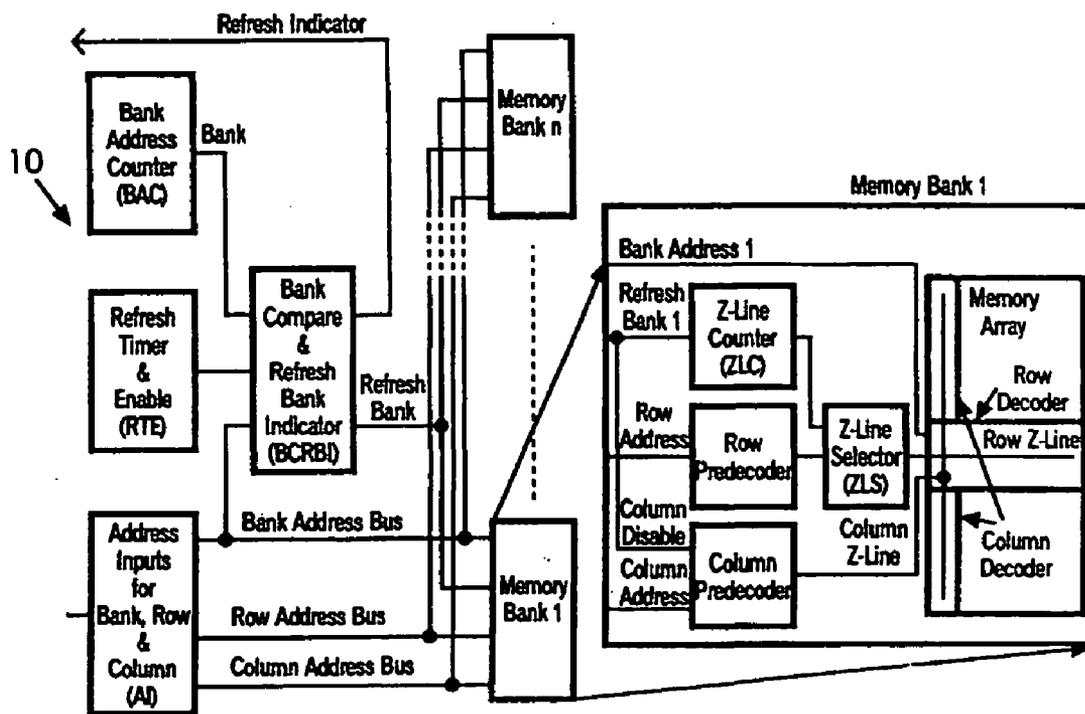 Refresh Indicator
10
Bank
Address
Counter
(BAC)
Bank
Refresh
Timer
&
Enable
(RTE)
Bank
Compare
&
Refresh
Bank
Indicator
(BCRBI)
Refresh
Bank
Address
Inputs
for
Bank, Row
&
Column
(AI)
Bank Address Bus
Row Address Bus
Column Address Bus
Memory
Bank n
Memory
Bank 1
Memory Bank 1
Bank Address 1
Refresh
Bank 1
Z-Line
Counter
(ZLC)
Row
Address
Row
Predecoder
Z-Line
Selector
(ZLS)
Column
Disable
Column
Address
Column
Predecoder
Column
Z-Line
Memory
Array
Row
Decoder
Row Z-Line
Column
Decoder